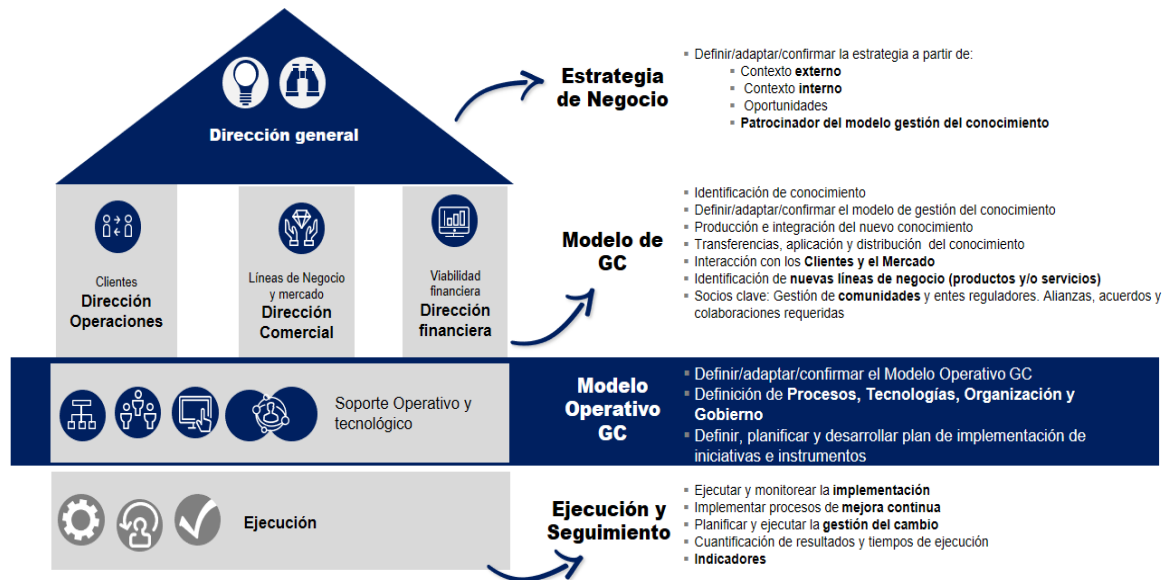 Dirección general
Estrategia
de Negocio
▪ Definir/adaptar/confirmar la estrategia a partir de:
▪ Contexto externo
▪ Contexto interno
▪ Oportunidades
▪ Patrocinador del modelo gestión del conocimiento
Clientes
Dirección
Operaciones
Líneas de Negocio
y mercado
Dirección
Comercial
Viabilidad
financiera
Dirección
financiera
Modelo de
GC
▪ Identificación de conocimiento
▪ Definir/adaptar/confirmar el modelo de gestión del conocimiento
▪ Producción e integración del nuevo conocimiento
▪ Transferencias, aplicación y distribución del conocimiento
▪ Interacción con los Clientes y el Mercado
▪ Identificación de nuevas líneas de negocio (productos y/o servicios)
▪ Socios clave: Gestión de comunidades y entes reguladores. Alianzas, acuerdos y
colaboraciones requeridas
Soporte Operativo y
tecnológico
Modelo
Operativo
GC
▪ Definir/adaptar/confirmar el Modelo Operativo GC
▪ Definición de Procesos, Tecnologías, Organización y
Gobierno
▪ Definir, planificar y desarrollar plan de implementación de
iniciativas e instrumentos
Ejecución
Ejecución y
Seguimiento
▪ Ejecutar y monitorear la implementación
▪ Implementar procesos de mejora continua
▪ Planificar y ejecutar la gestión del cambio
▪ Cuantificación de resultados y tiempos de ejecución
▪ Indicadores